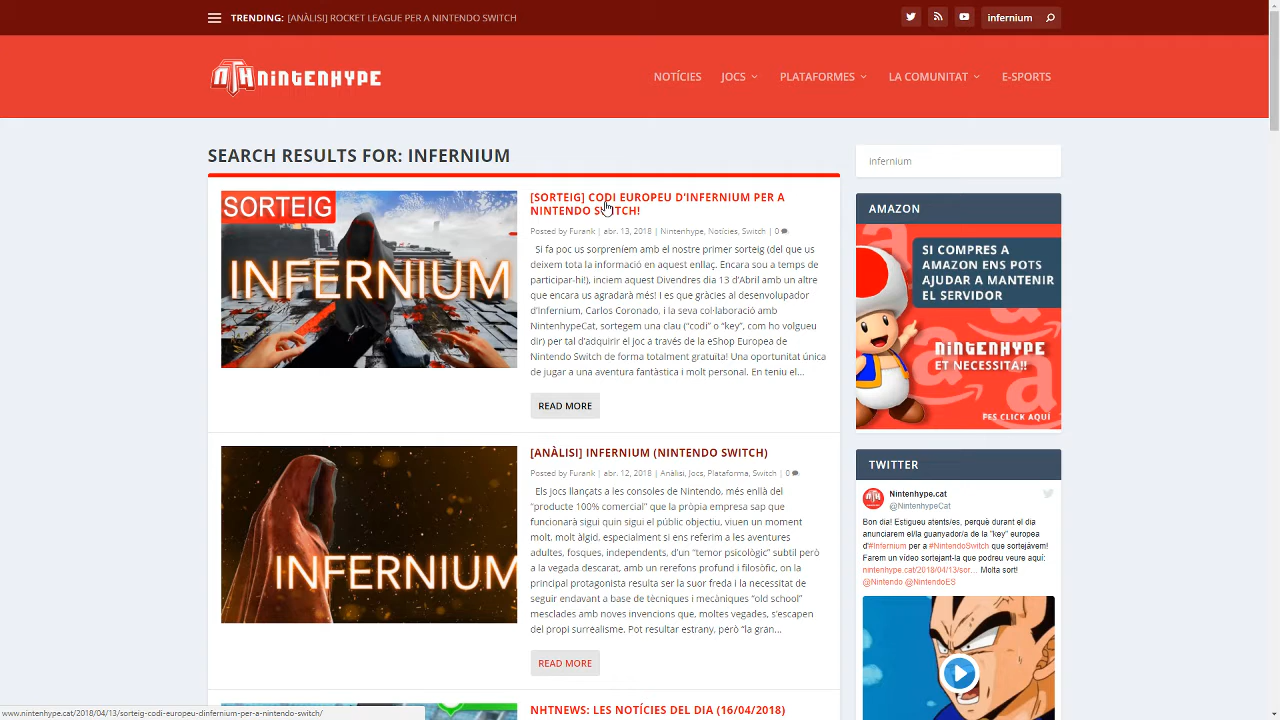 TRENDING: [ANÀLISI] ROCKET LEAGUE PER A NINTENDO SWITCH
infernium
NTH NINTENHYPE
NOTÍCIES JOCS PLATAFORMES LA COMUNITAT E-SPORTS
SEARCH RESULTS FOR: INFERNIUM
infernium
SORTEIG
INFERNIUM
[SORTEIG] CODI EUROPEU D'INFERNIUM PER A
NINTENDO SWITCH!
Posted by Furank | abr. 13, 2018 | Nintenhype, Notícies, Switch | 0
Si fa poc us sorpreníem amb el nostre primer sorteig (del que us
deixem tota la informació en aquest enllaç. Encara sou a temps de
participar-hi!), iniciem aquest Divendres dia 13 d'Abril amb un altre
que encara us agradarà més! I es que gràcies al desenvolupador
d'Infernium, Carlos Coronado, i la seva col·laboració amb
NintenhypeCat, sortegem una clau ("codi" o "key", com ho volgueu
dir) per tal d'adquirir el joc a través de la eShop Europea de
Nintendo Switch de forma totalment gratuita! Una oportunitat única
de jugar a una aventura fantàstica i molt personal. En teniu el...
READ MORE
AMAZON
SI COMPRES A
AMAZON ENS POTS
AJUDAR A MANTENIR
EL SERVIDOR
NINTENHYPE
ET NECESSITA!!
FES CLICK AQUÍ
INFERNIUM
[ANÀLISI] INFERNIUM (NINTENDO SWITCH)
Posted by Furank | abr. 12, 2018 | Anàlisi, Jocs, Plataforma, Switch | 0
Els jocs llançats a les consoles de Nintendo, més enllà del
"producte 100% comercial" que la pròpia empresa sap que
funcionarà sigui quin sigui el públic objectiu, viuen un moment
molt, molt àlgid. especialment si ens referim a les aventures
adultes, fosques, independents, d'un "temor psicològic" subtil però
a la vegada descarat, amb un rerefons profund i filosòfic, on la
principal protagonista resulta ser la suor freda i la necessitat de
seguir endavant a base de tècniques i mecàniques "old school"
mesclades amb noves invencions que, moltes vegades, s'escapen
del propi surrealisme. Pot resultar estrany, però "la gran...
READ MORE
TWITTER
Nintenhype.cat
@NintenhypeCat
Bon dia! Estigueu atents/es, perquè durant el dia
anunciarem el/la guanyador/a de la "key" europea
d'#Infernium per a #NintendoSwitch que sortejàvem!
Farem un vídeo sortejant-la que podreu veure aquí:
nintenhype.cat/2018/04/13/sor… Molta sort!
@Nintendo @NintendoES
NHTNEWS: LES NOTÍCIES DEL DIA (16/04/2018)
www.nintenhype.cat/2018/04/13/sorteig-codi-europeu-dinfernium-per-a-nintendo-switch/